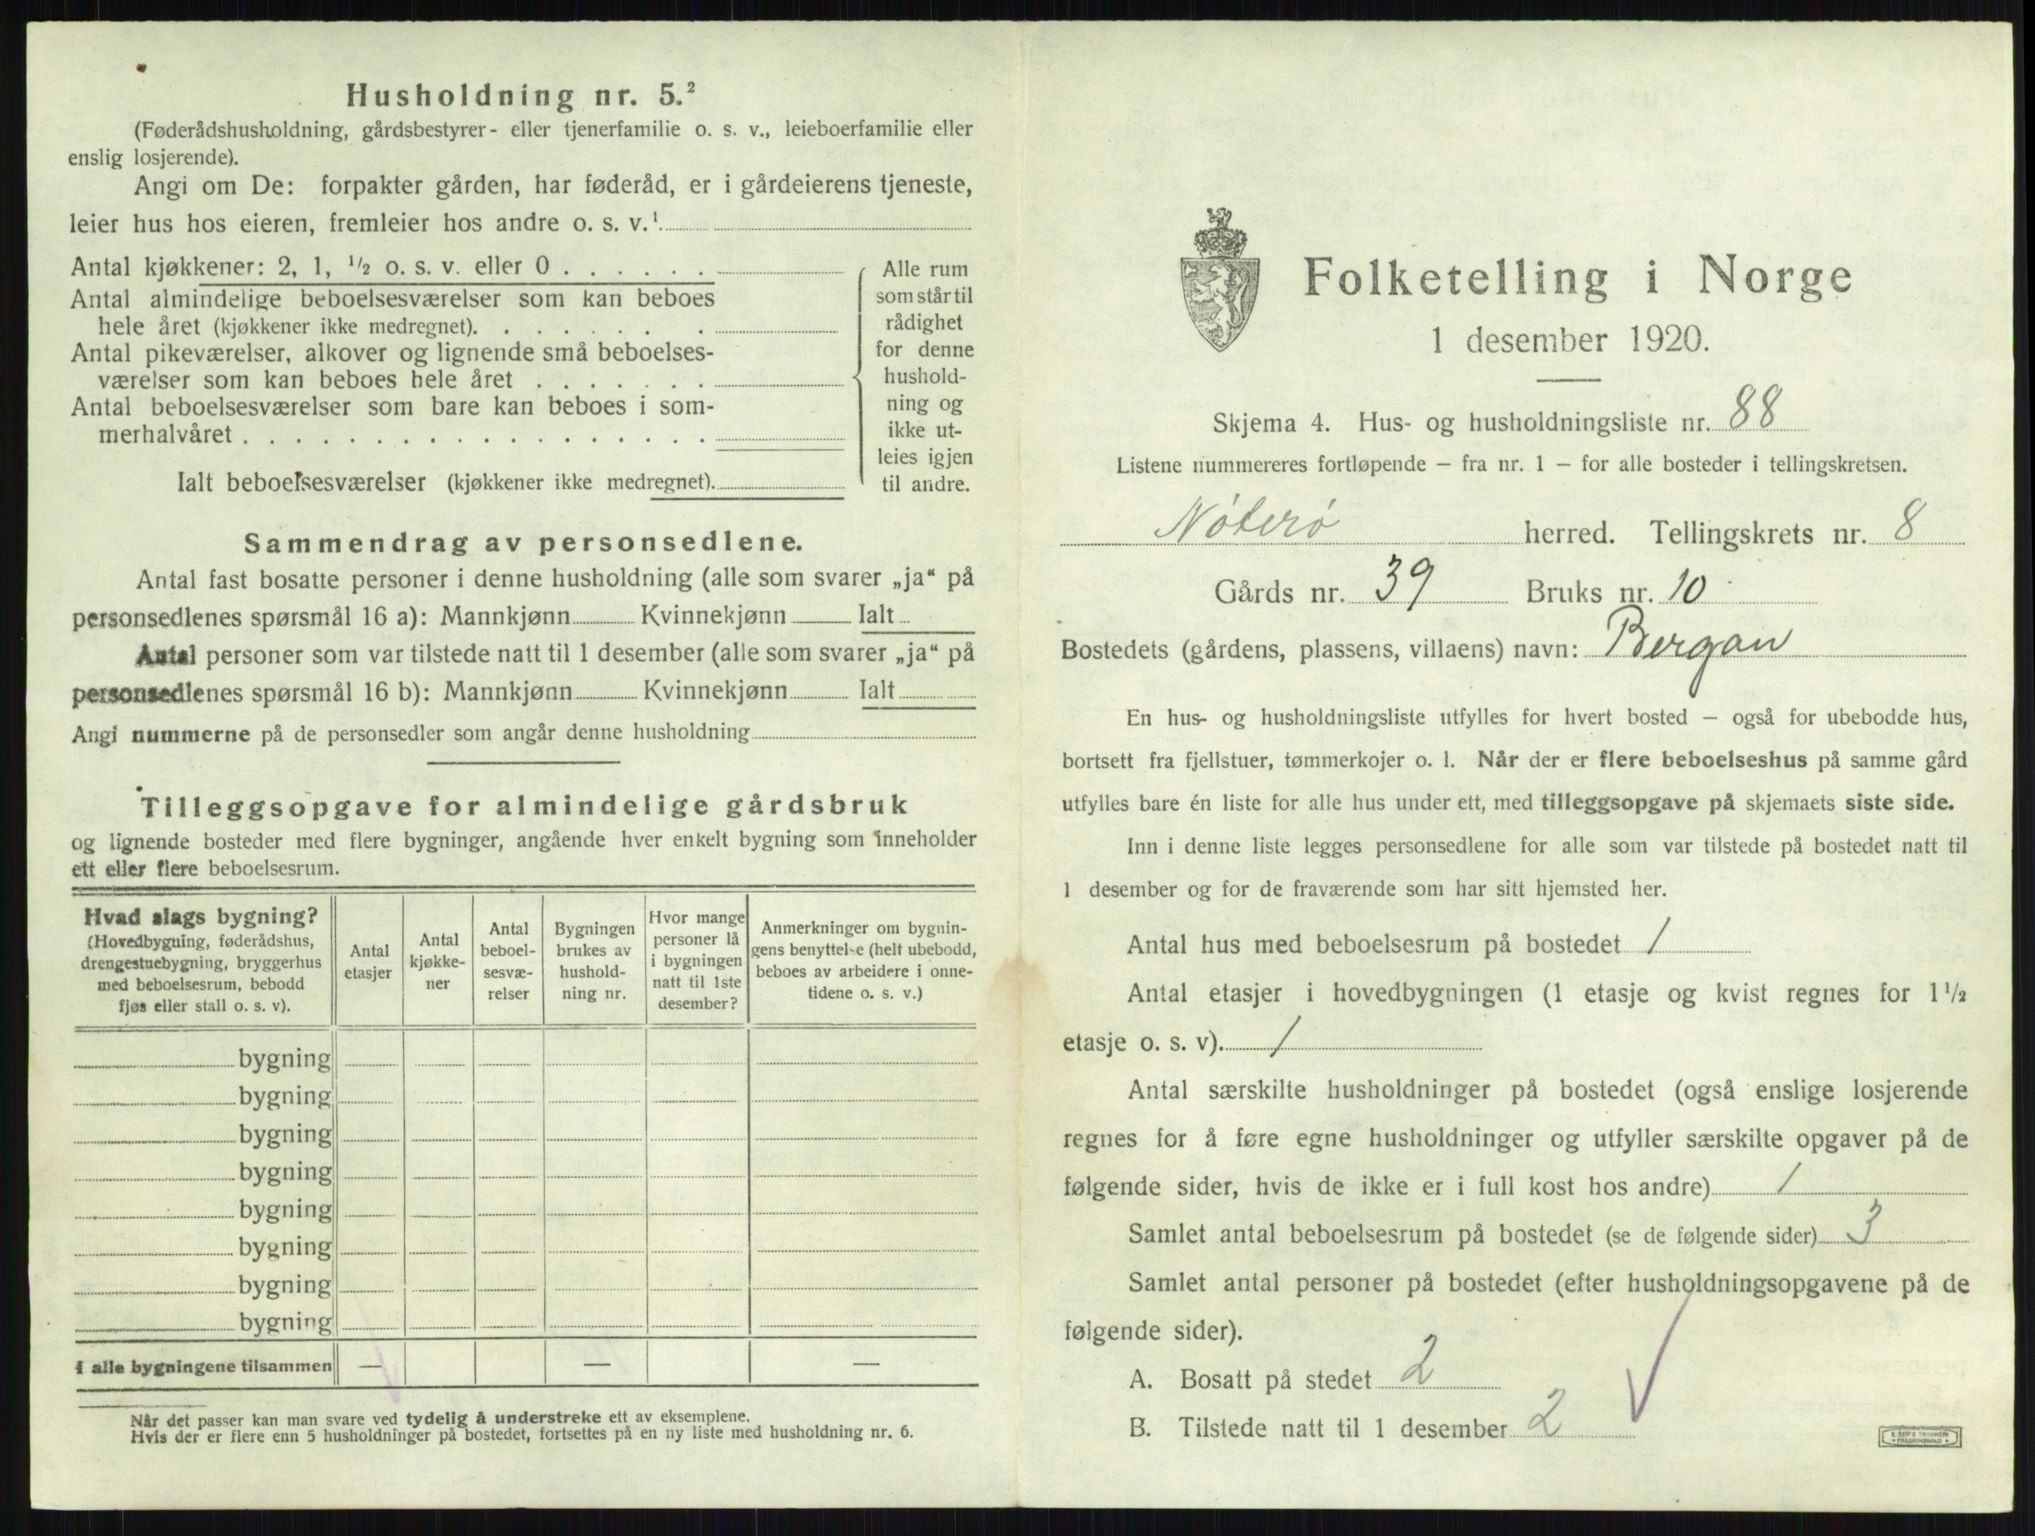 Husholdning nr. 5.²
(Føderådshusholdning, gårdsbestyrer- eller tjenerfamilie o. s. v., leieboerfamilie eller
enslig losjerende).
Angi om De: forpakter gården, har føderåd, er i gårdeierens tjeneste,
leier hus hos eieren, fremleier hos andre o. s. v.¹
Antal kjøkkener: 2, 1, ½ o. s. v. eller 0 . . . . . .
Antal almindelige beboelsesværelser som kan beboes
hele året (kjøkkener ikke medregnet). . . . . . . .
Antal pikeværelser, alkover og lignende små beboelses-
værelser som kan beboes hele året . . . . . . .
Antal beboelsesværelser som bare kan beboes i som-
merhalvåret . . . . . . . . . . . . . . . . . .
Ialt beboelsesværelser (kjøkkener ikke medregnet).
Alle rum
som står til
rådighet
for denne
hushold-
ning og
ikke ut-
leies igjen
til andre.
Sammendrag av personsedlene.
Antal fast bosatte personer i denne husholdning (alle som svarer „ja“ på
personsedlenes spørsmål 16 a): Mannkjønn Kvinnekjønn Ialt
Antal personer som var tilstede natt til 1 desember (alle som svarer „ja“ på
personsedlenes spørsmål 16 b): Mannkjønn Kvinnekjønn Ialt
Angi nummerne på de personsedler som angår denne husholdning
Tilleggsopgave for almindelige gårdsbruk
og lignende bosteder med flere bygninger, angående hver enkelt bygning som inneholder
ett eller flere beboelsesrum.
Hvad slags bygning?
(Hovedbygning, føderådshus,
drengestuebygning, bryggerhus
med beboelsesrum, bebodd
fjøs eller stall o. s. v).
Antal
etasjer
Antal
kjøkke-
ner
Antal
beboel-
sesvæ-
relser
Bygningen
brukes av
hushold-
ning nr.
Hvor mange
personer lå
i bygningen
natt til 1ste
desember?
Anmerkninger om bygnin-
gens benyttelse (helt ubebodd,
beboes av arbeidere i onne-
tidene o. s. v.)
bygning
bygning
bygning
bygning
bygning
bygning
bygning
bygning
I alle bygningene tilsammen — — —
Når det passer kan man svare ved tydelig å understreke ett av eksemplene.
Hvis der er flere enn 5 husholdninger på bostedet, fortsettes på en ny liste med husholdning nr. 6.
Folketelling i Norge
1 desember 1920.
Skjema 4. Hus- og husholdningsliste nr. 88
Listene nummereres fortløpende – fra nr. 1 – for alle bosteder i tellingskretsen.
Nøterø herred. Tellingskrets nr. 8
Gårds nr. 39 Bruks nr. 10
Bostedets (gårdens, plassens, villaens) navn: Bergan
En hus- og husholdningsliste utfylles for hvert bosted – også for ubebodde hus,
bortsett fra fjellstuer, tømmerkojer o. l. Når der er flere beboelseshus på samme gård
utfylles bare én liste for alle hus under ett, med tilleggsopgave på skjemaets siste side.
Inn i denne liste legges personsedlene for alle som var tilstede på bostedet natt til
1 desember og for de fraværende som har sitt hjemsted her.
Antal hus med beboelsesrum på bostedet 1
Antal etasjer i hovedbygningen (1 etasje og kvist regnes for 1½
etasje o. s. v). 1
Antal særskilte husholdninger på bostedet (også enslige losjerende
regnes for å føre egne husholdninger og utfyller særskilte opgaver på de
følgende sider, hvis de ikke er i full kost hos andre) 1
Samlet antal beboelsesrum på bostedet (se de følgende sider) 3
Samlet antal personer på bostedet (efter husholdningsopgavene på de
følgende sider).
A. Bosatt på stedet 2
B. Tilstede natt til 1 desember 2